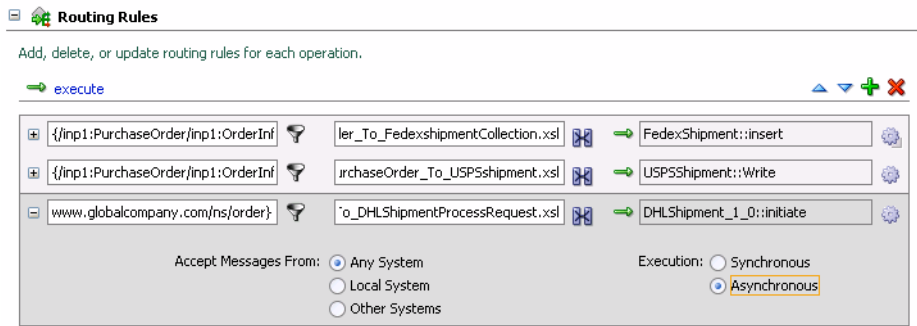 Routing Rules
Add, delete, or update routing rules for each operation.
execute
{/inp1:PurchaseOrder/inp1:OrderInf ler_To_FedexshipmentCollection.xsl FedexShipment::insert
{/inp1:PurchaseOrder/inp1:OrderInf urchaseOrder_To_USPSshipment.xsl USPSShipment::Write
www.globalcompany.com/ns/order} To_DHLShipmentProcessRequest.xsl DHLShipment_1_0::initiate
Accept Messages From: Any System Execution: Synchronous
Local System Asynchronous
Other Systems